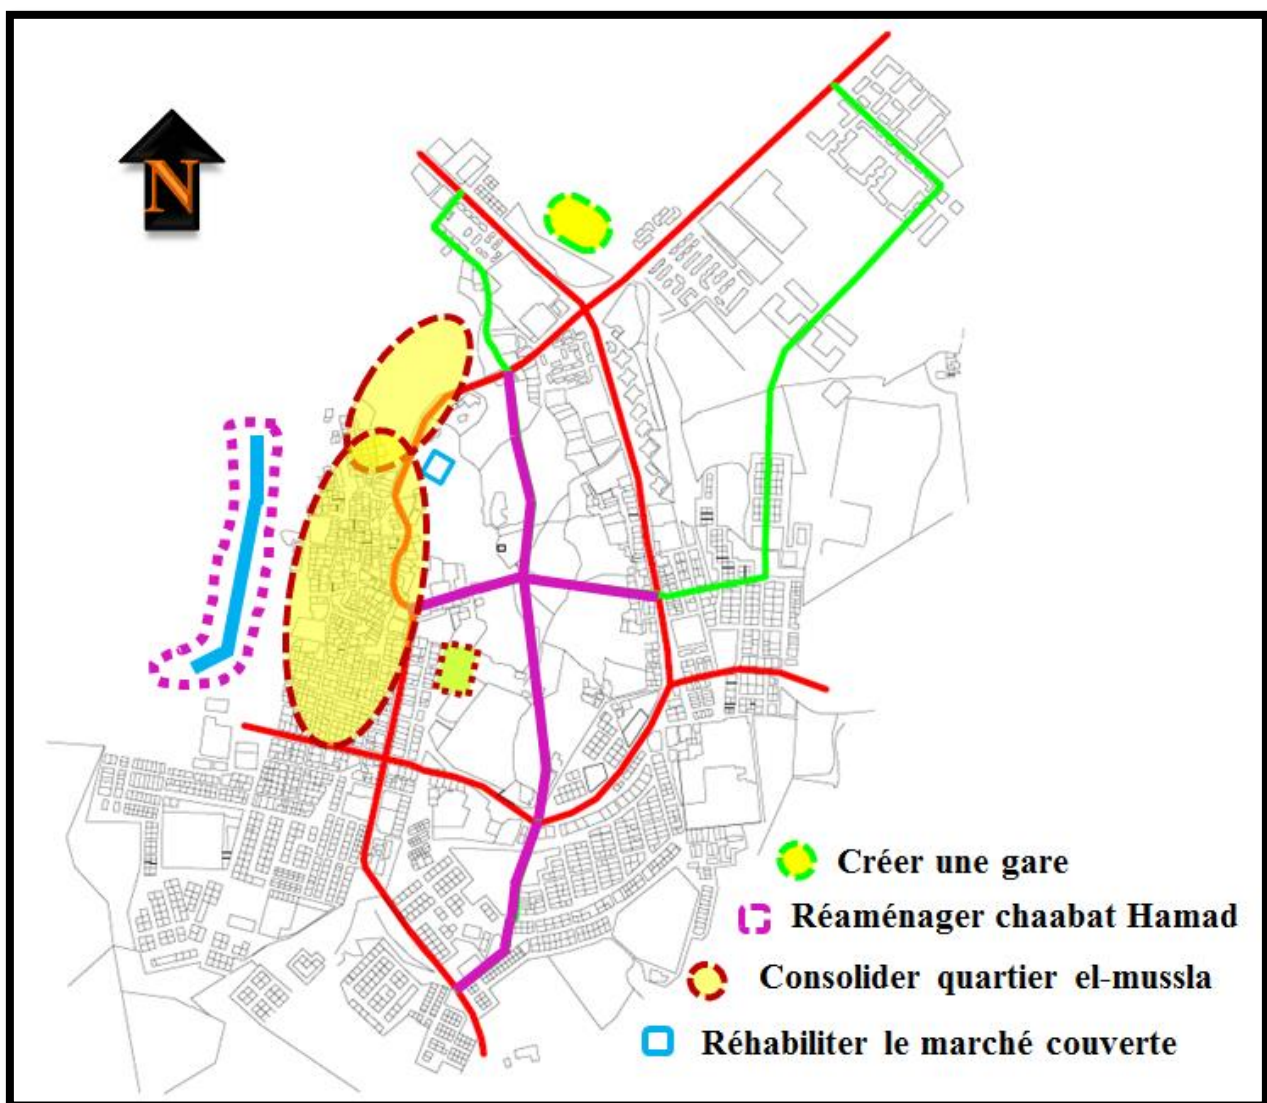 N
Créer une gare
Réaménager chaabat Hamad
Consolider quartier el-mussla
Réhabiliter le marché couverte